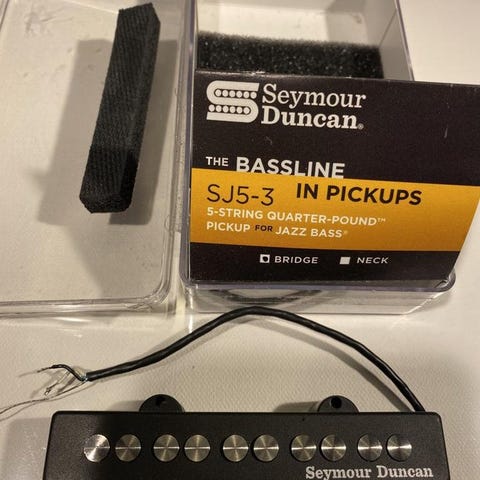 Seymour
Duncan®
THE BASSLINE
SJ5-3 IN PICKUPS
5-STRING QUARTER-POUND™
PICKUP FOR JAZZ BASS®
BRIDGE NECK
Seymour Duncan